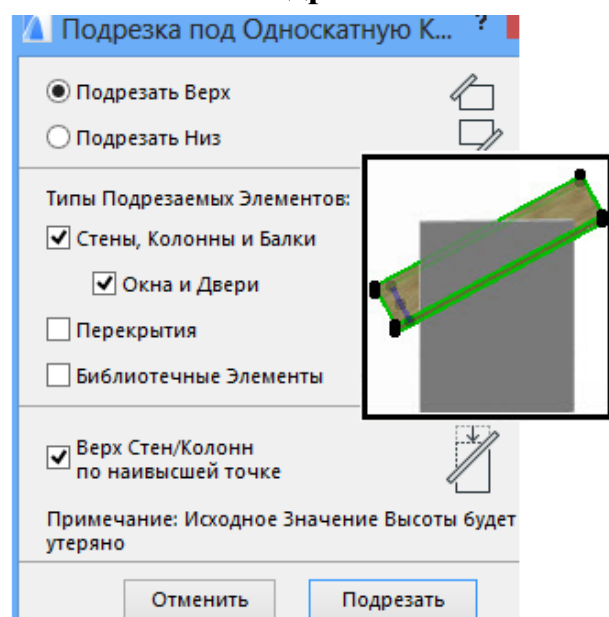 Подрезка под Односкатную К... ?
Подрезать Верх
Подрезать Низ
Типы Подрезаемых Элементов:
Стены, Колонны и Балки
Окна и Двери
Перекрытия
Библиотечные Элементы
Верх Стен/Колонн
по наивысшей точке
Примечание: Исходное Значение Высоты будет
утеряно
Отменить
Подрезать